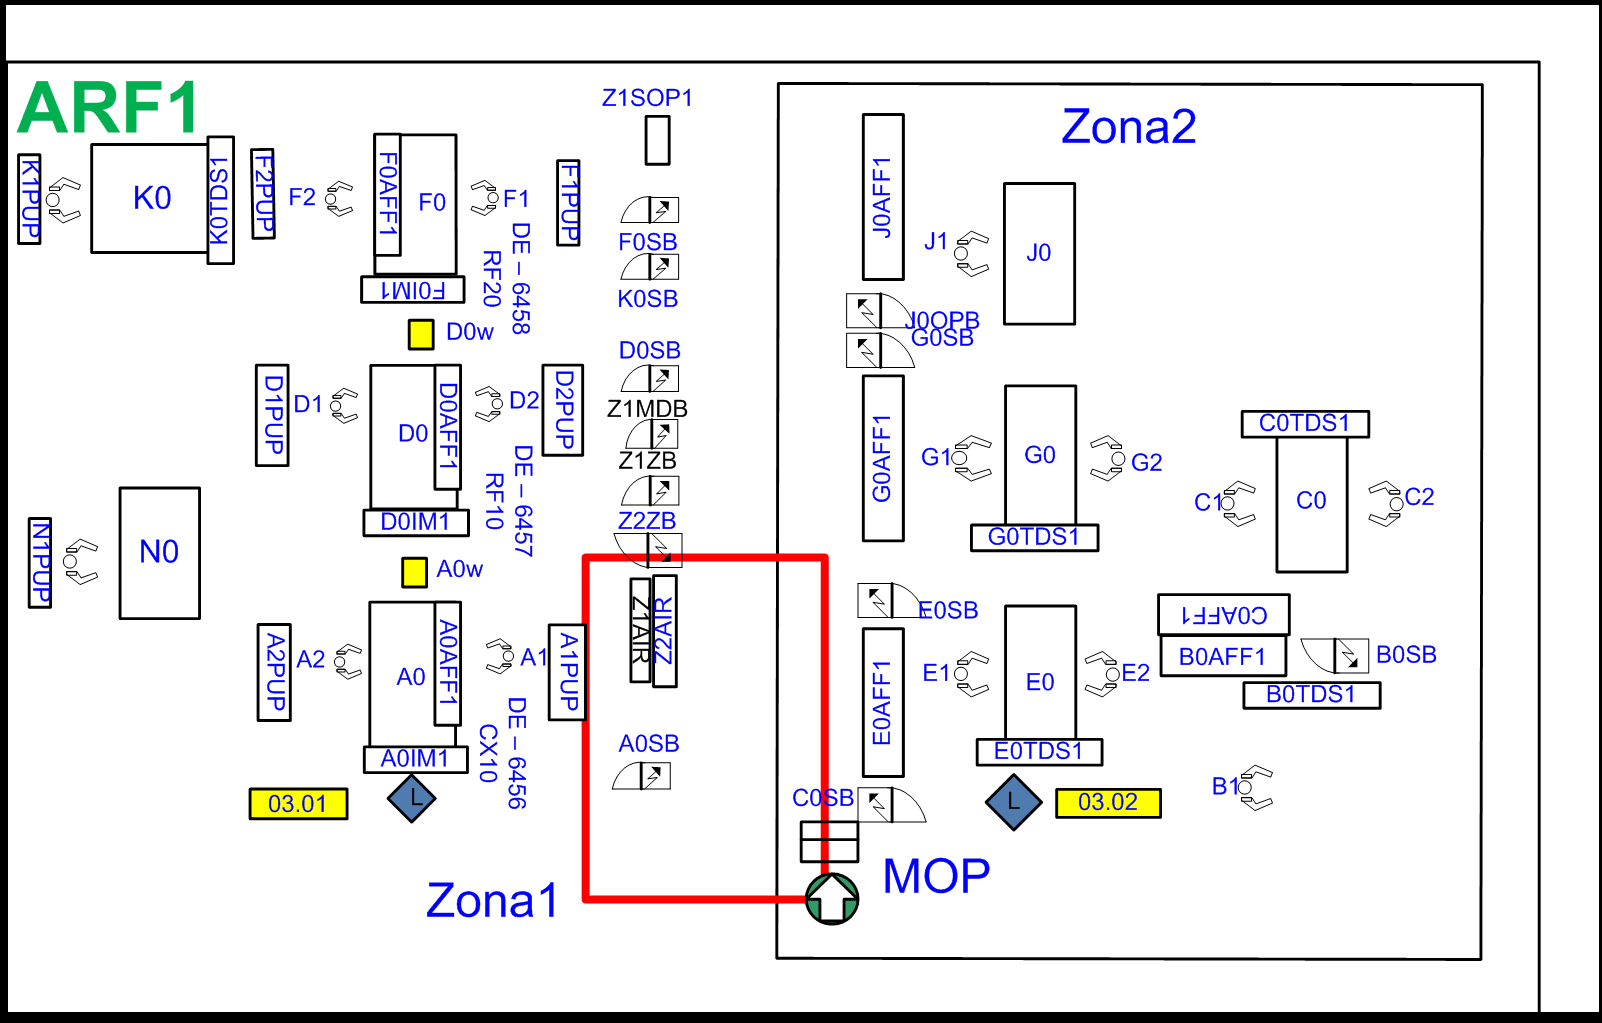 ARF1
Z1SOP1
Zona2
K1PUP
K0
K0TDS1
F2PUP
F2
F0AFF1
F0
F1
F1PUP
F0IM1
DE – 6458
RF20
F0SB
K0SB
J0AFF1
J1
J0
J0OPB
G0SB
D0w
D0SB
Z1MDB
Z1ZB
Z2ZB
D1PUP
D1
D0
D0AFF1
D2
D2PUP
D0IM1
DE – 6457
RF10
G0AFF1
G1
G0
G2
G0TDS1
C0TDS1
C1
C0
C2
N1PUP
N0
A0w
Z1AIR
Z2AIR
E0SB
C0AFF1
B0AFF1
B0SB
B0TDS1
A2PUP
A2
A0
A0AFF1
A1
A1PUP
A0IM1
DE – 6456
CX10
A0SB
E0AFF1
E1
E0
E2
E0TDS1
03.01
L
C0SB
L
03.02
B1
MOP
Zona1